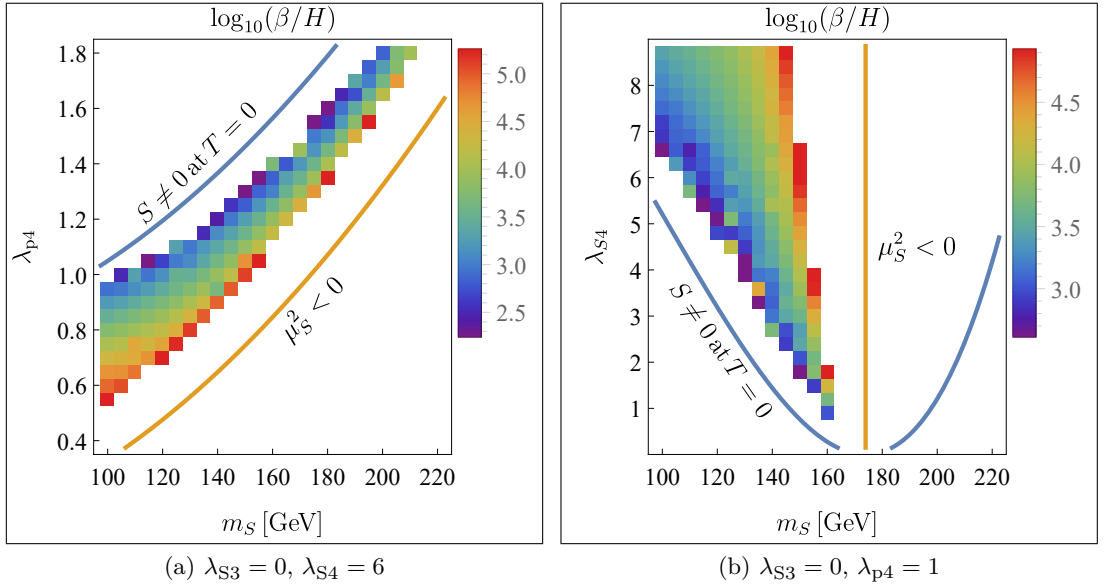 log₁₀(β/H)
λp4
1.8
1.6
1.4
1.2
1.0
0.8
0.6
0.4
S ≠ 0 at T = 0
μ_S² < 0
5.0
4.5
4.0
3.5
3.0
2.5
100 120 140 160 180 200 220
m_S [GeV]
(a) λS3 = 0, λS4 = 6
log₁₀(β/H)
λS4
8
7
6
5
4
3
2
1
S ≠ 0 at T = 0
μ_S² < 0
4.5
4.0
3.5
3.0
100 120 140 160 180 200 220
m_S [GeV]
(b) λS3 = 0, λp4 = 1